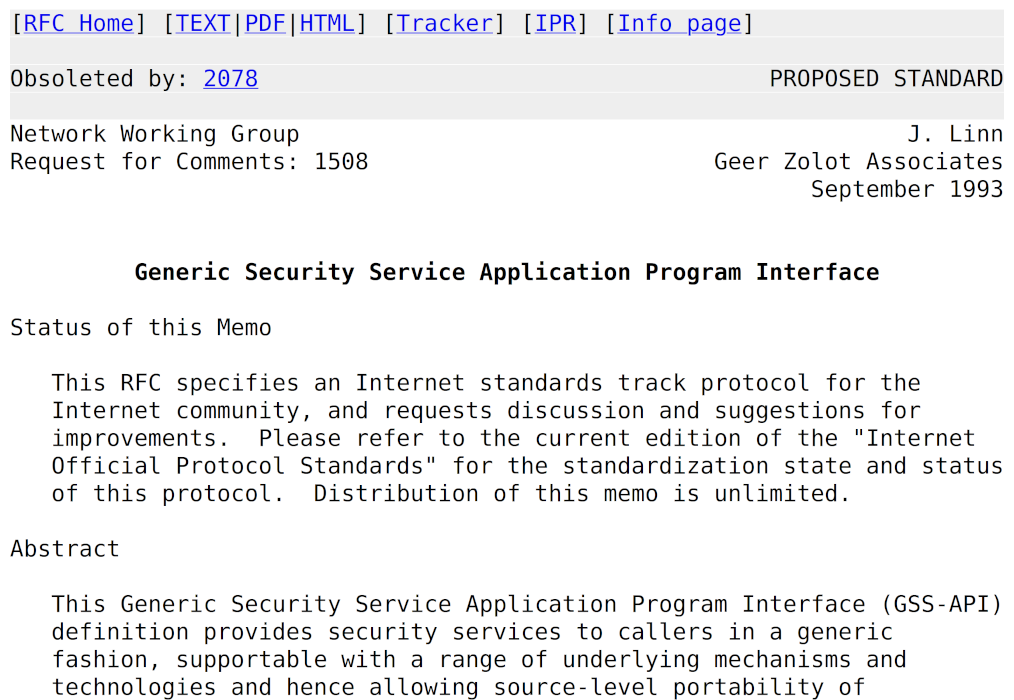 [RFC Home] [TEXT|PDF|HTML] [Tracker] [IPR] [Info page]
Obsoleted by: 2078 PROPOSED STANDARD
Network Working Group J. Linn
Request for Comments: 1508 Geer Zolot Associates
September 1993
Generic Security Service Application Program Interface
Status of this Memo
This RFC specifies an Internet standards track protocol for the
Internet community, and requests discussion and suggestions for
improvements.  Please refer to the current edition of the "Internet
Official Protocol Standards" for the standardization state and status
of this protocol.  Distribution of this memo is unlimited.
Abstract
This Generic Security Service Application Program Interface (GSS-API)
definition provides security services to callers in a generic
fashion, supportable with a range of underlying mechanisms and
technologies and hence allowing source-level portability of